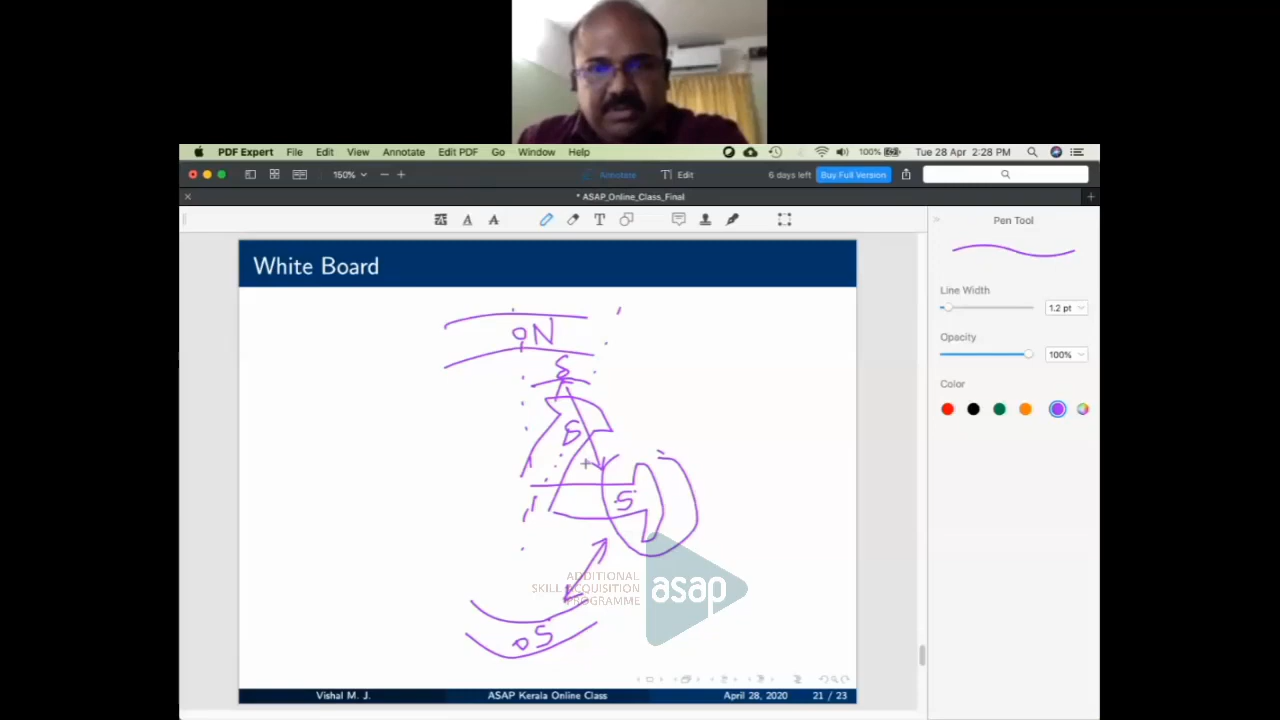 PDF Expert File Edit View Annotate Edit PDF Go Window Help 100% Tue 28 Apr 2:28 PM
150% Annotate Edit 6 days left Buy Full Version
* ASAP_Online_Class_Final
Pen Tool
White Board
Line Width
1.2 pt
Opacity
100%
Color
N
S
S
S
S
ADDITIONAL
SKILL ACQUISITION
PROGRAMME
asap
Vishal M. J. ASAP Kerala Online Class April 28, 2020 21 / 23